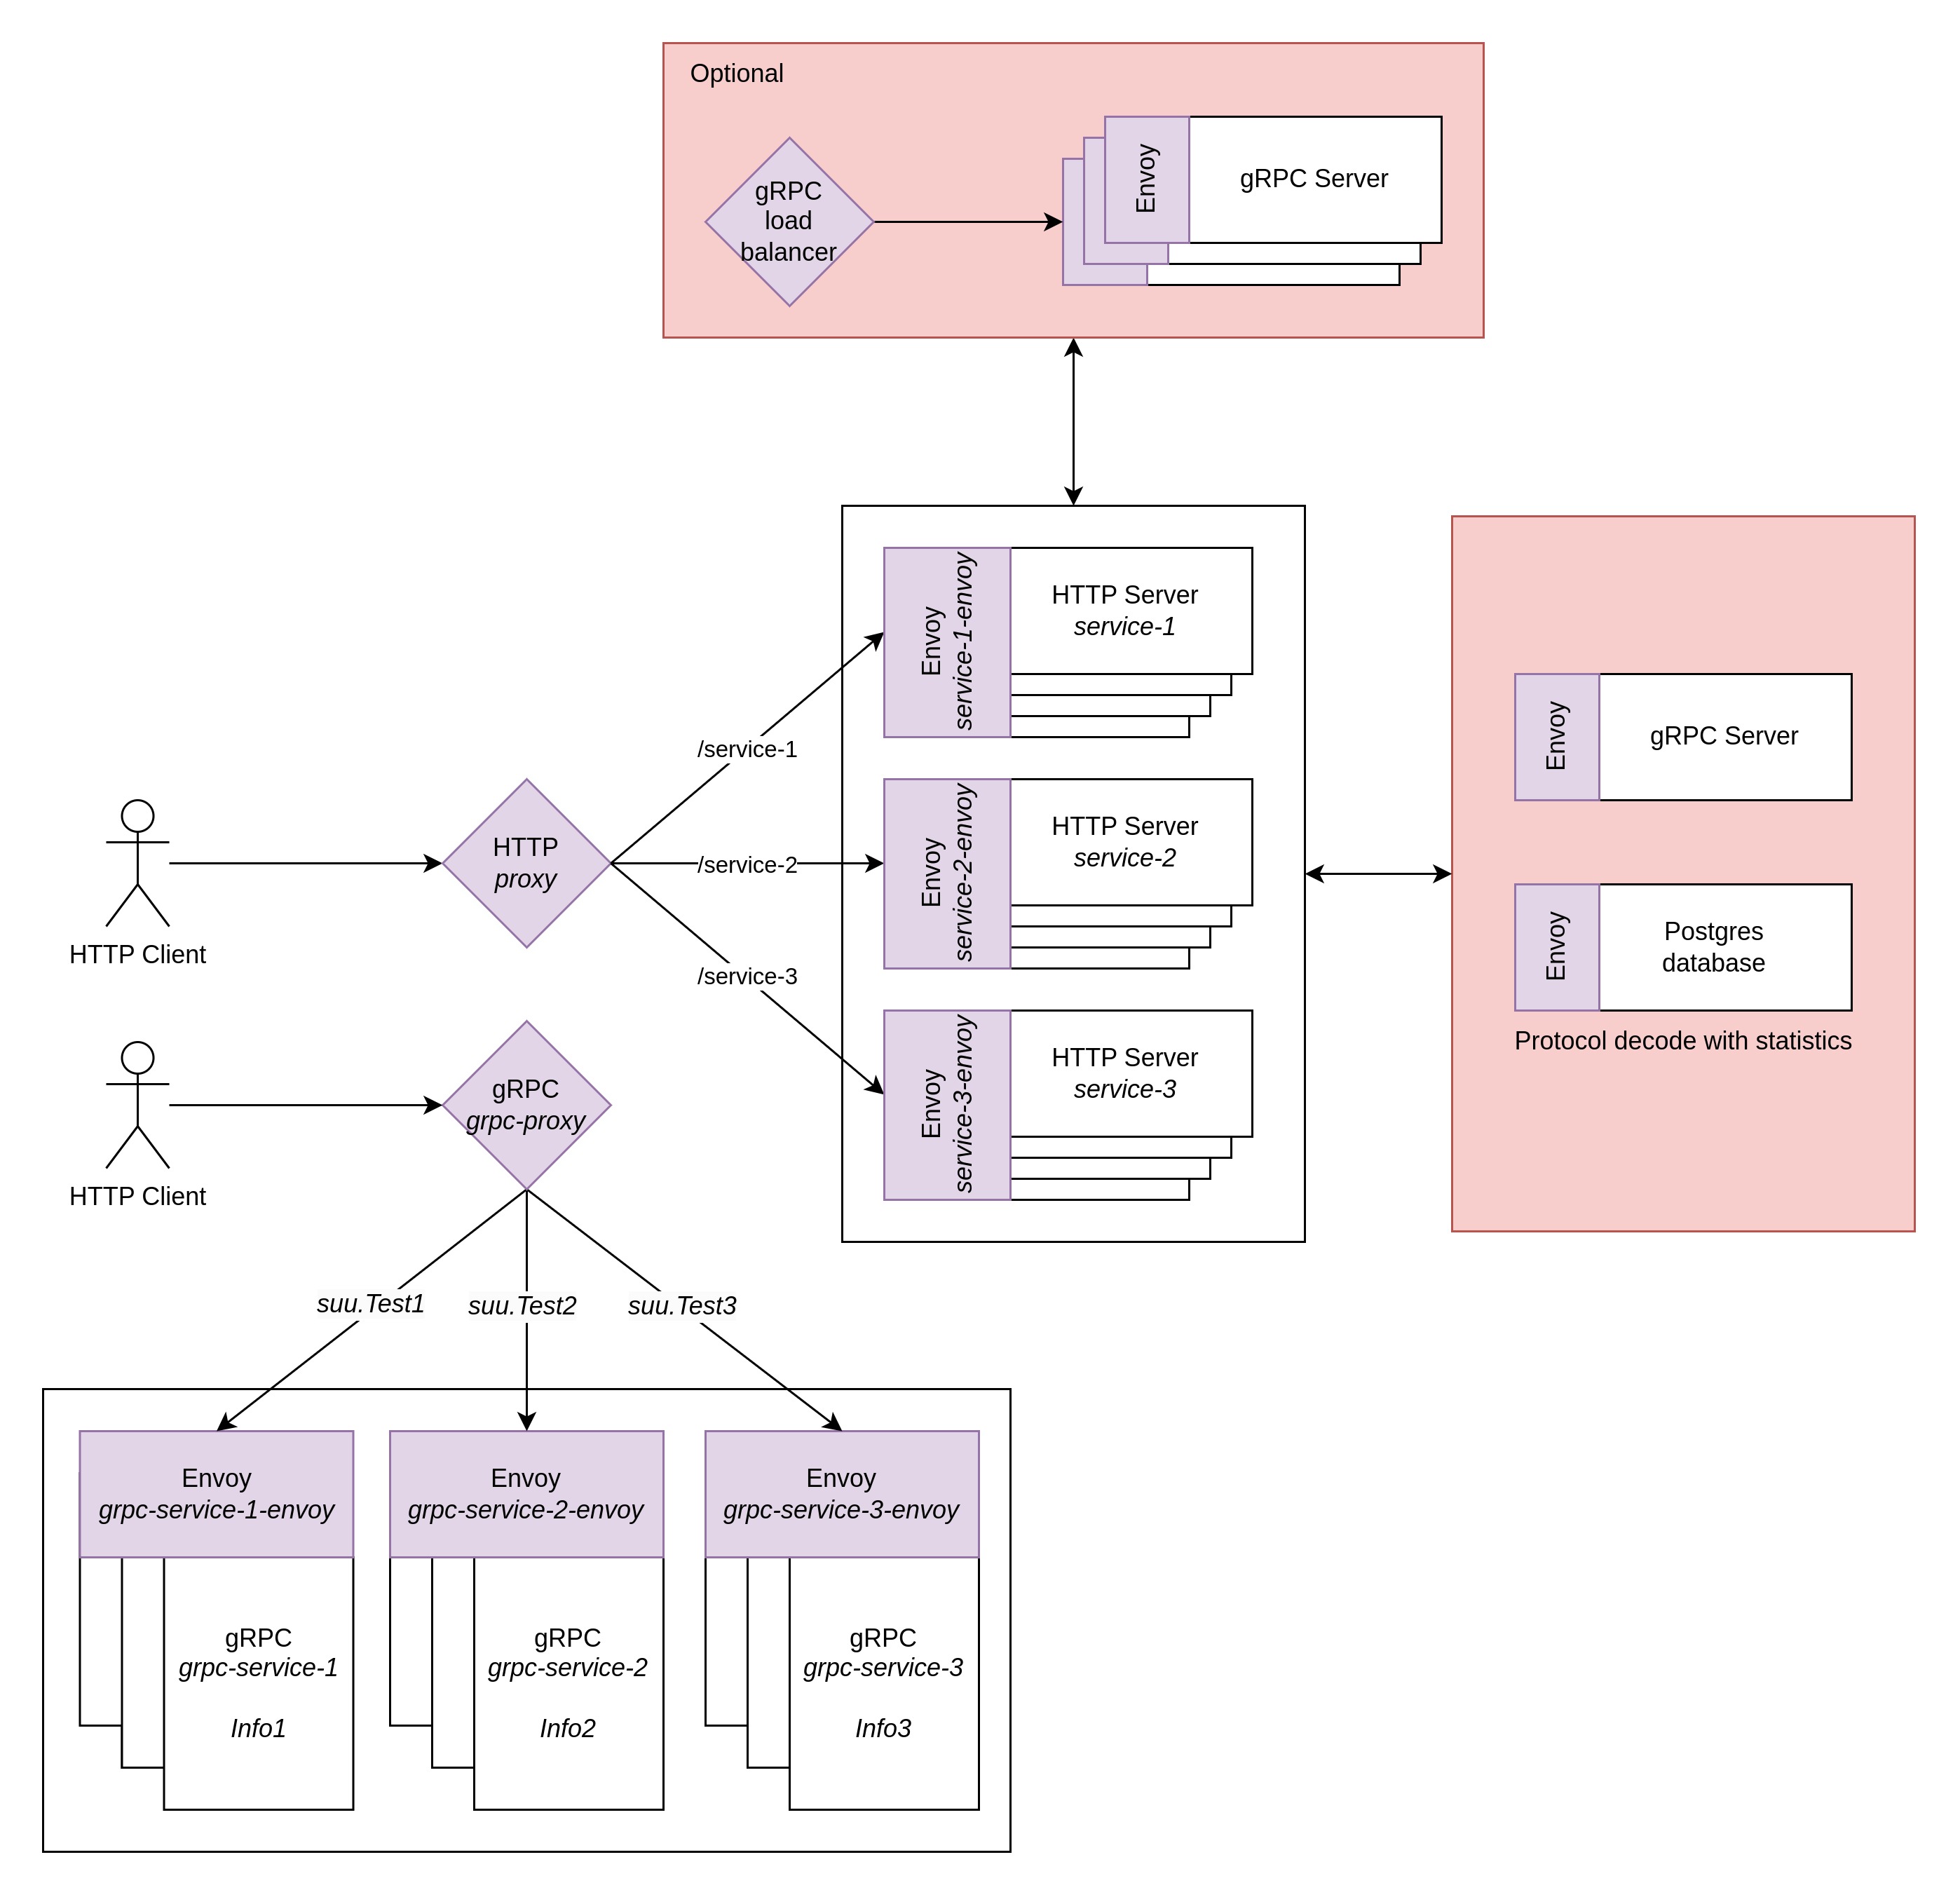 Optional
gRPC
load
balancer
Envoy
gRPC Server
Envoy
service-1-envoy
HTTP Server
service-1
/service-1
Envoy
gRPC Server
HTTP
proxy
/service-2
Envoy
service-2-envoy
HTTP Server
service-2
HTTP Client
/service-3
Envoy
Postgres
database
Protocol decode with statistics
Envoy
service-3-envoy
HTTP Server
service-3
gRPC
grpc-proxy
HTTP Client
suu.Test1
suu.Test2
suu.Test3
Envoy
grpc-service-1-envoy
Envoy
grpc-service-2-envoy
Envoy
grpc-service-3-envoy
gRPC
grpc-service-1
Info1
gRPC
grpc-service-2
Info2
gRPC
grpc-service-3
Info3